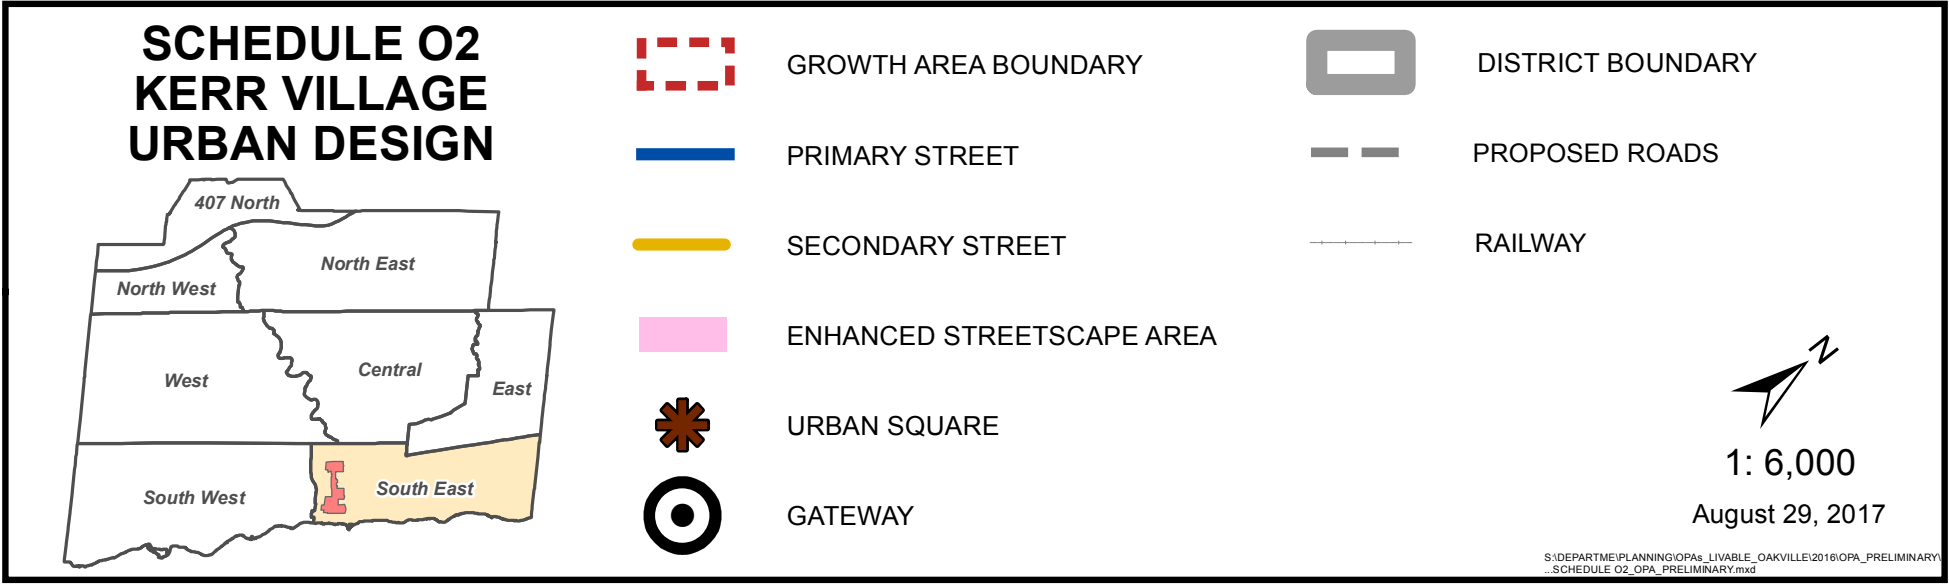 SCHEDULE O2
KERR VILLAGE
URBAN DESIGN
407 North
North East
North West
West
Central
East
South West
South East
GROWTH AREA BOUNDARY
PRIMARY STREET
SECONDARY STREET
ENHANCED STREETSCAPE AREA
URBAN SQUARE
GATEWAY
DISTRICT BOUNDARY
PROPOSED ROADS
RAILWAY
N
1: 6,000
August 29, 2017
S:\DEPARTME\PLANNING\OPAs_LIVABLE_OAKVILLE\2016\OPA_PRELIMINARY\
...SCHEDULE O2_OPA_PRELIMINARY.mxd